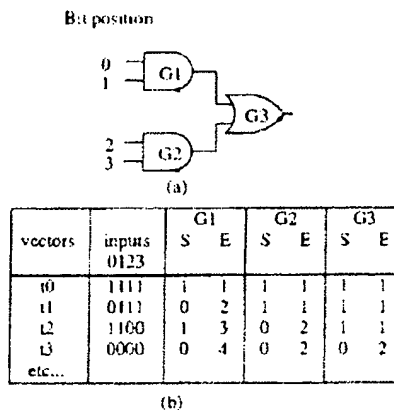 Bit position
0
1
G1
G3
2
3
G2
(a)
G1 G2 G3
vectors inputs S E S E S E
0123
t0 1111 1 1 1 1 1 1
t1 0111 0 2 1 1 1 1
t2 1100 1 3 0 2 1 1
t3 0000 0 4 0 2 0 2
etc...
(b)